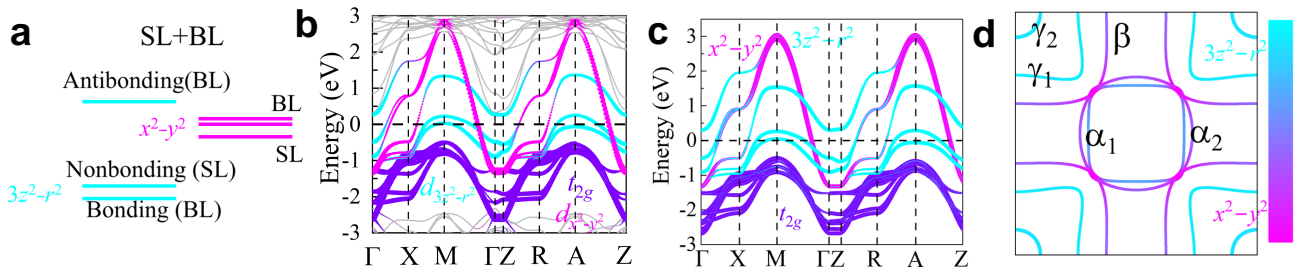 a
SL+BL
Antibonding(BL)
BL
x²–y²
SL
Nonbonding (SL)
3z²–r²
Bonding (BL)
b
Energy (eV)
3
2
1
0
-1
-2
-3
d3z²–r²
t2g
dx²–y²
Γ X M Γ Z R A Z
c
Energy (eV)
3
2
1
0
-1
-2
-3
x²–y²
3z²–r²
t2g
Γ X M Γ Z R A Z
d
γ2
β
3z²–r²
γ1
α1
α2
x²–y²